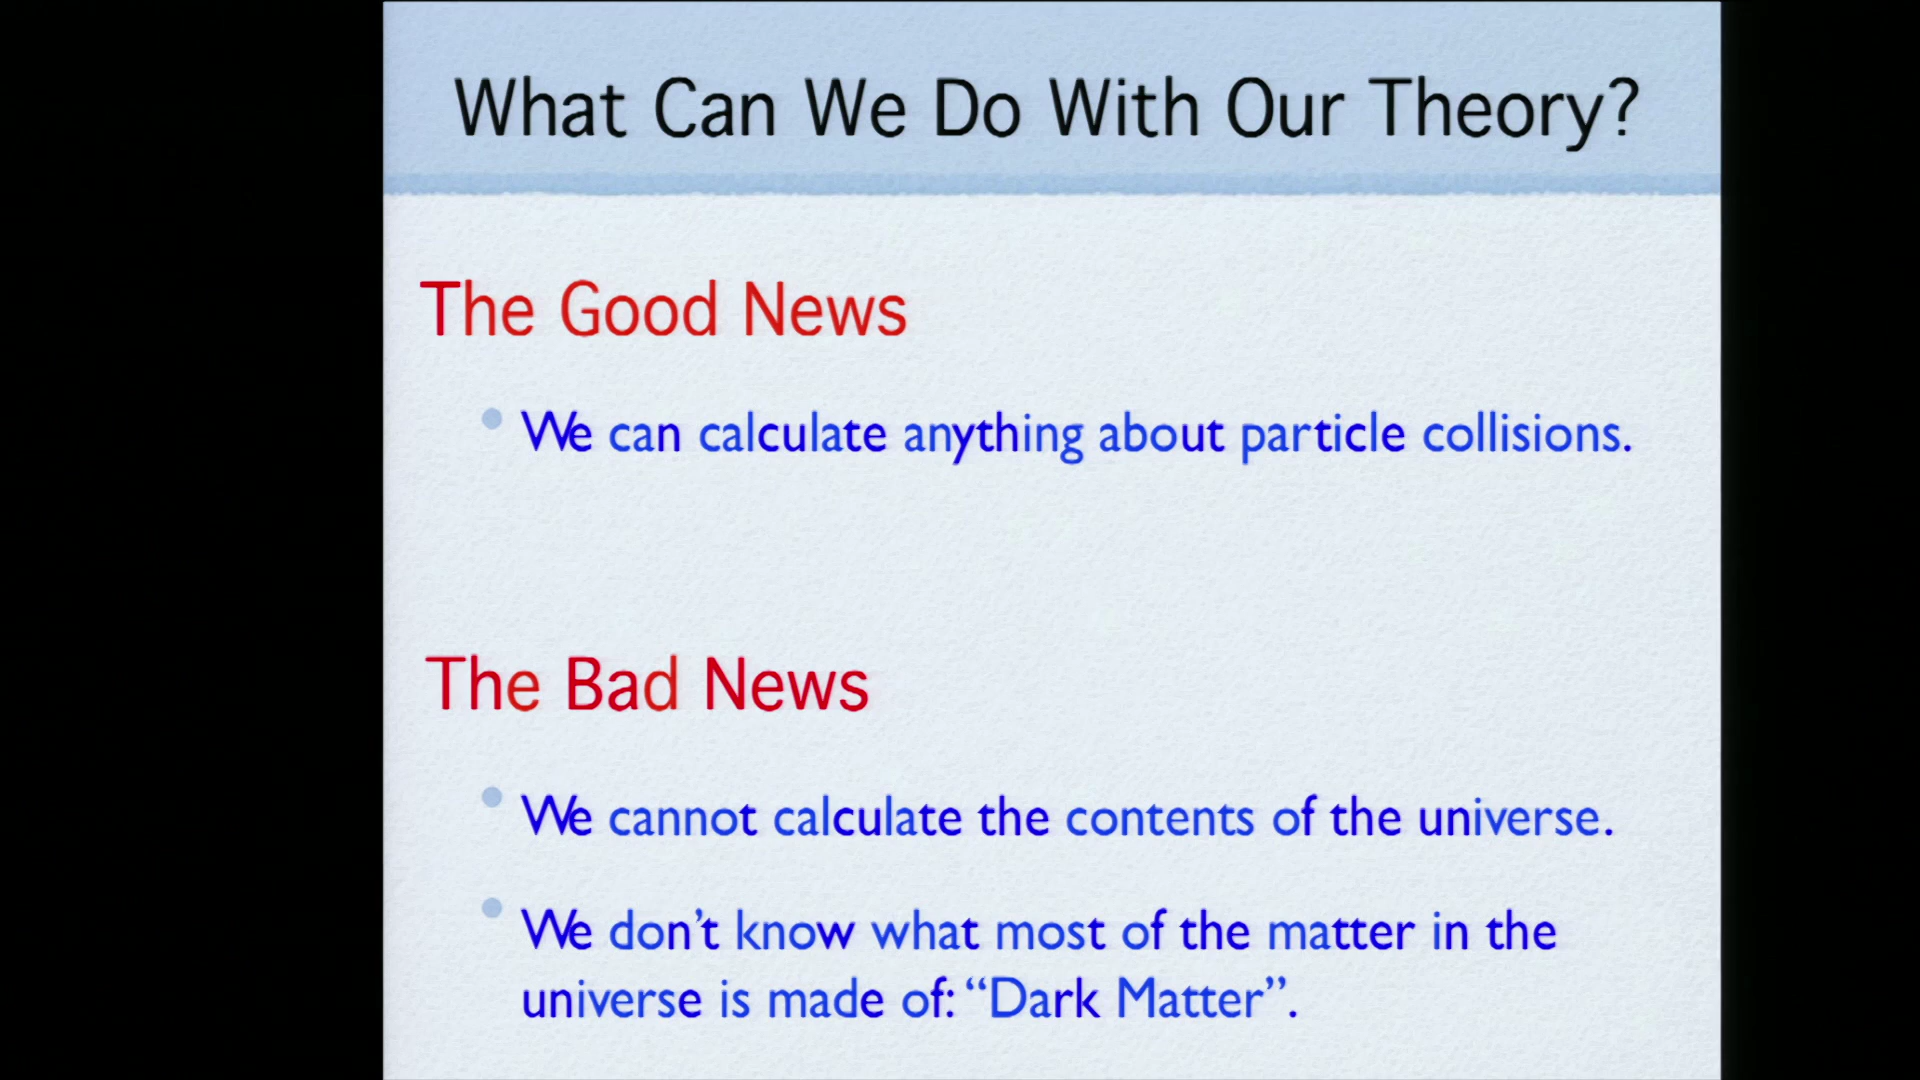 What Can We Do With Our Theory?
The Good News
• We can calculate anything about particle collisions.
The Bad News
• We cannot calculate the contents of the universe.
• We don’t know what most of the matter in the
universe is made of: “Dark Matter”.